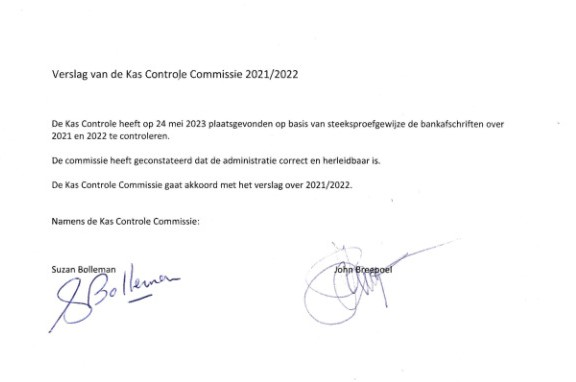 Verslag van de Kas Controle Commissie 2021/2022
De Kas Controle heeft op 24 mei 2023 plaatsgevonden op basis van steeksproefgewijze de bankafschriften over
2021 en 2022 te controleren.
De commissie heeft geconstateerd dat de administratie correct en herleidbaar is.
De Kas Controle Commissie gaat akkoord met het verslag over 2021/2022.
Namens de Kas Controle Commissie:
Suzan Bolleman John Breepoel
SBolleman